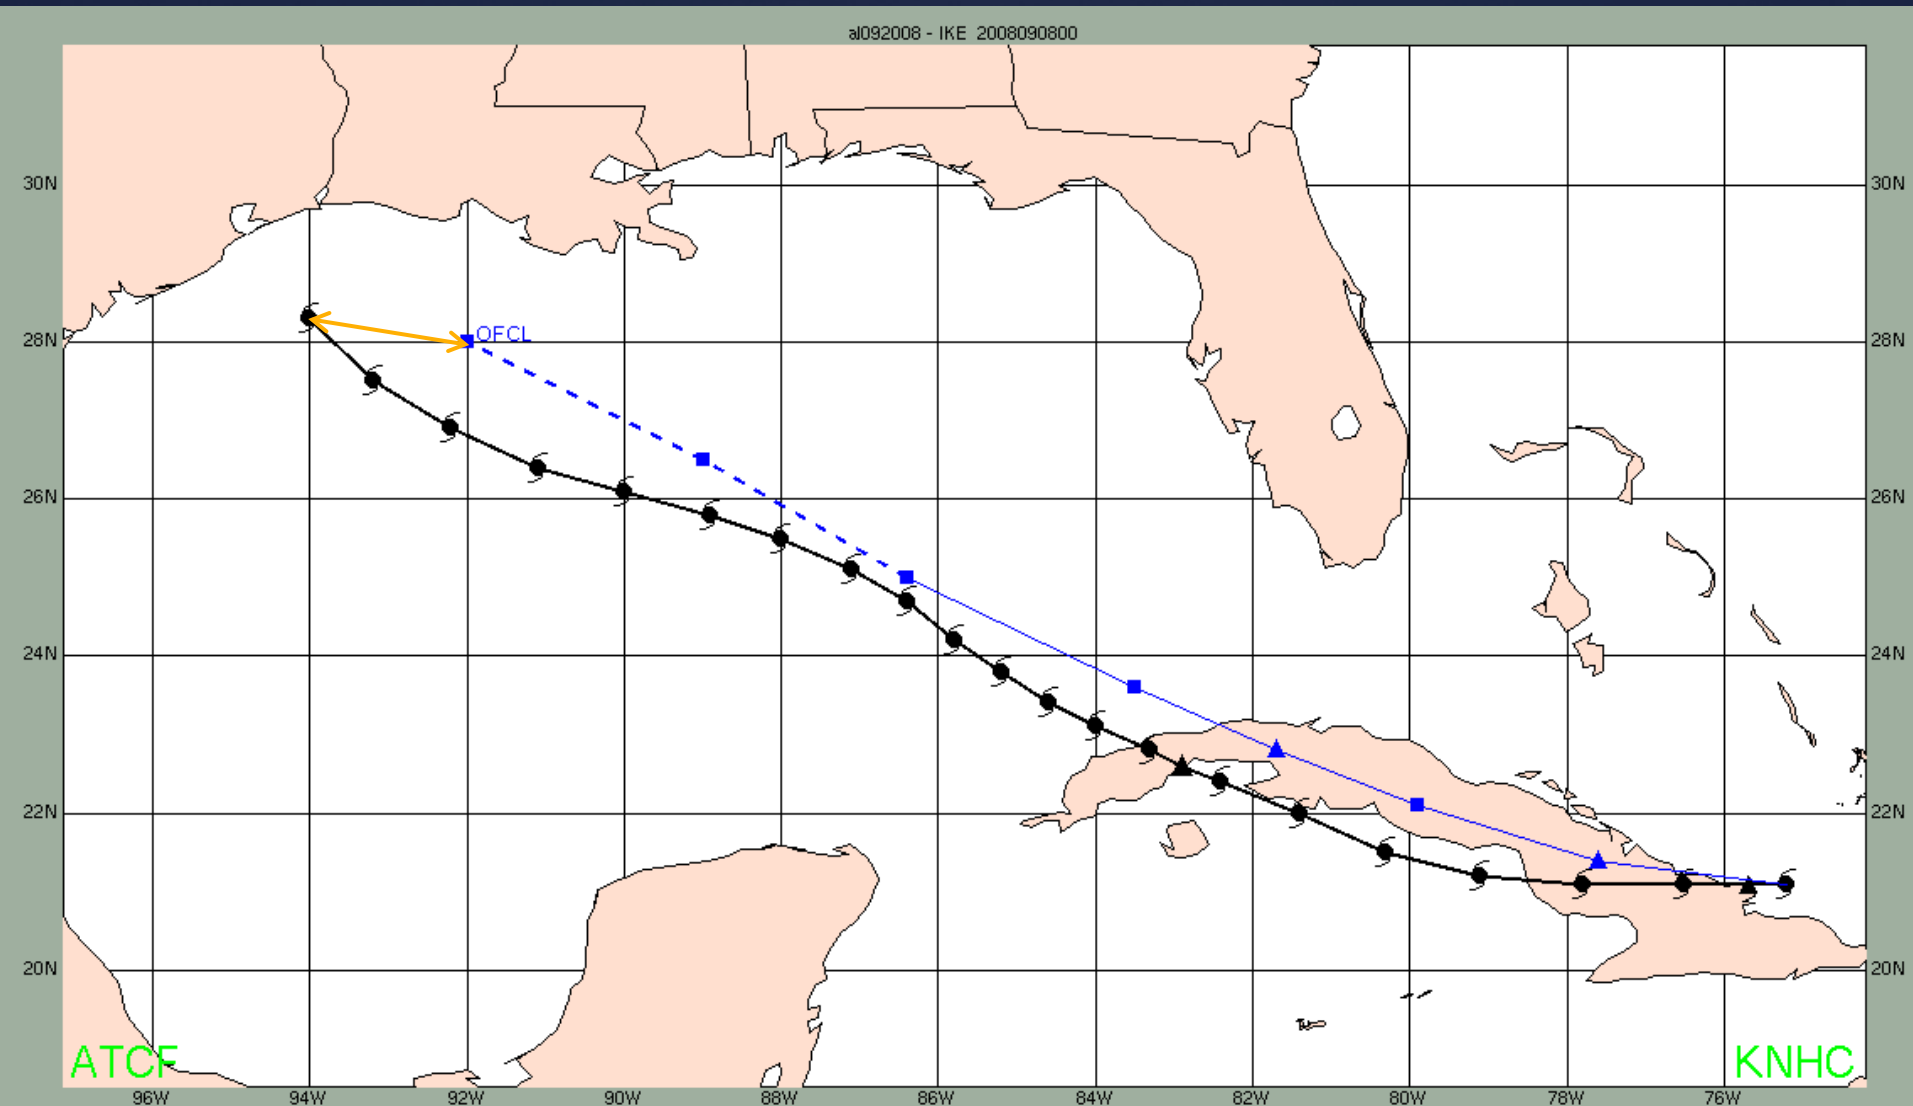 al092008 - IKE 2008090800
30N
30N
OFCL
28N
28N
26N
26N
24N
24N
22N
22N
20N
20N
ATCF
KNHC
96W
94W
92W
90W
88W
86W
84W
82W
80W
78W
76W